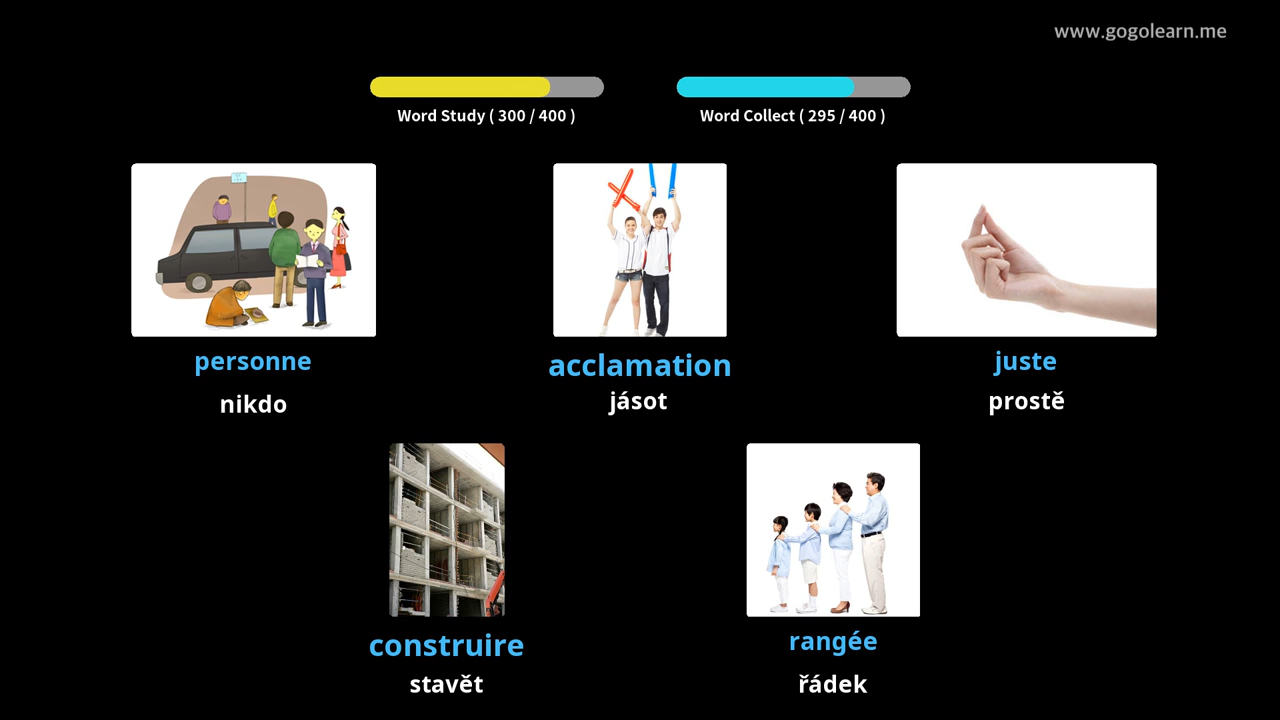 www.gogolearn.me
Word Study ( 300 / 400 )
Word Collect ( 295 / 400 )
personne
nikdo
acclamation
jásot
juste
prostě
construire
stavět
rangée
řádek